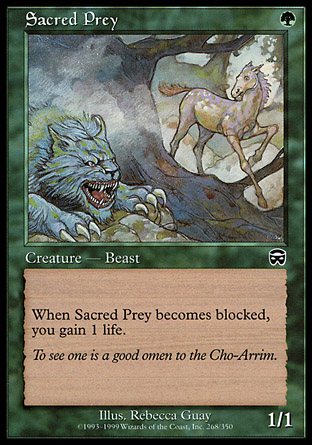 Sacred Prey
Creature — Beast
When Sacred Prey becomes blocked,
you gain 1 life.
To see one is a good omen to the Cho-Arrim.
Illus. Rebecca Guay
©1993–1999 Wizards of the Coast, Inc. 268/350
1/1